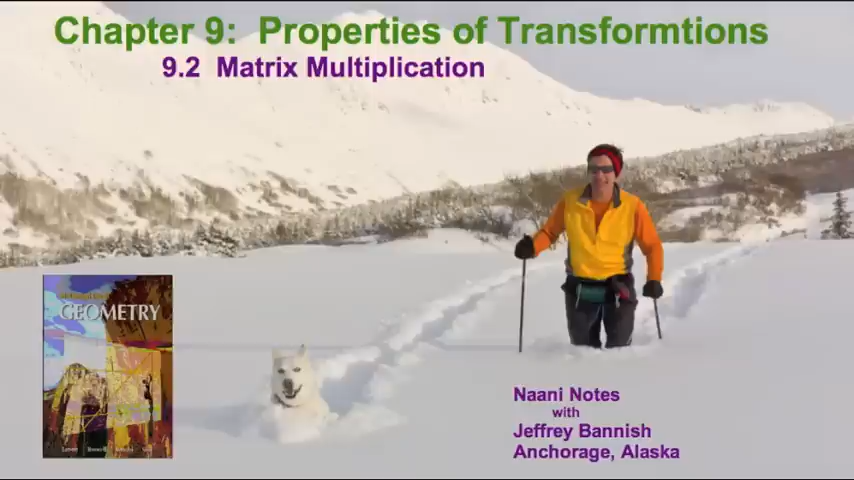 Chapter 9: Properties of Transformtions
9.2 Matrix Multiplication
GEOMETRY
Naani Notes
with
Jeffrey Bannish
Anchorage, Alaska